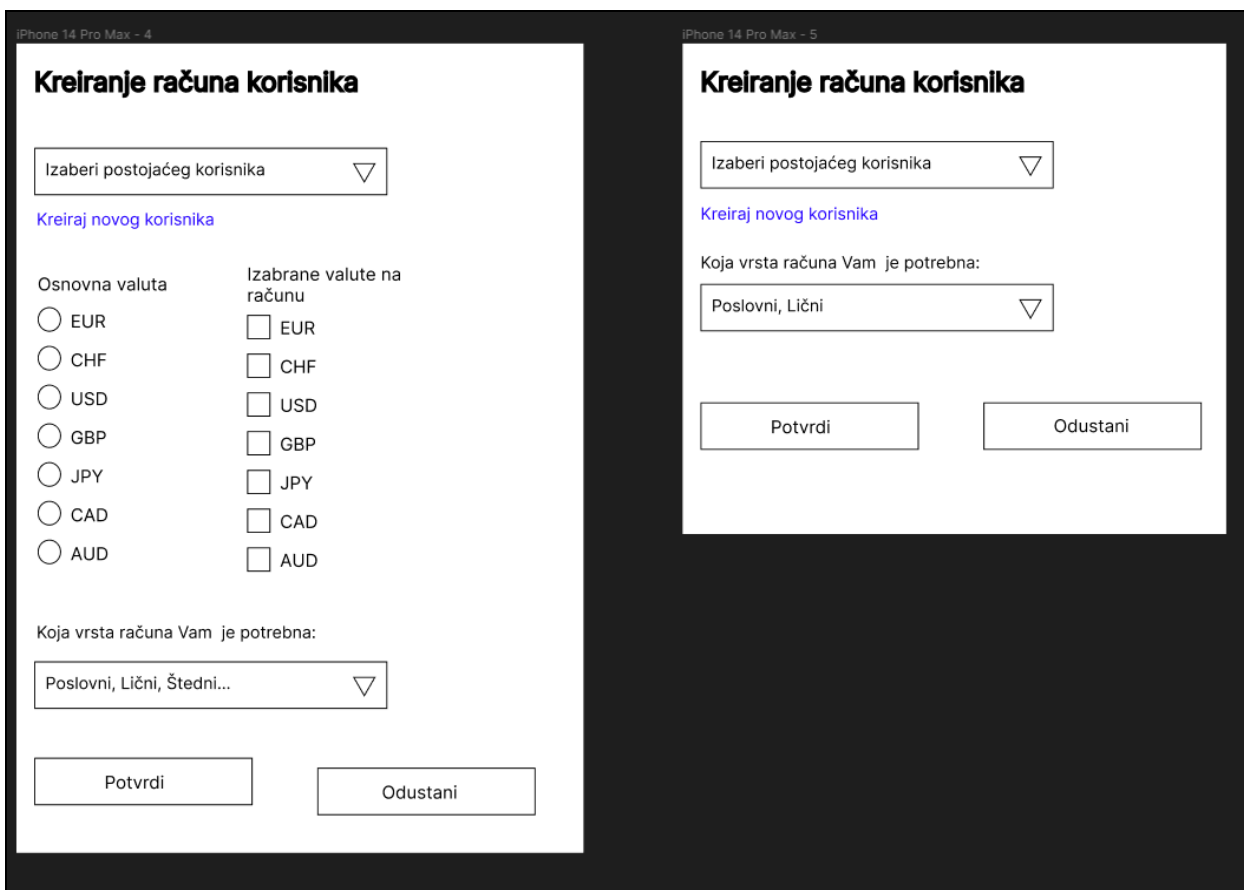 iPhone 14 Pro Max - 4
Kreiranje računa korisnika
Izaberi postojaćeg korisnika
Kreiraj novog korisnika
Osnovna valuta
EUR
CHF
USD
GBP
JPY
CAD
AUD
Izabrane valute na
računu
EUR
CHF
USD
GBP
JPY
CAD
AUD
Koja vrsta računa Vam je potrebna:
Poslovni, Lični, Štedni...
Potvrdi
Odustani
iPhone 14 Pro Max - 5
Kreiranje računa korisnika
Izaberi postojaćeg korisnika
Kreiraj novog korisnika
Koja vrsta računa Vam je potrebna:
Poslovni, Lični
Potvrdi
Odustani